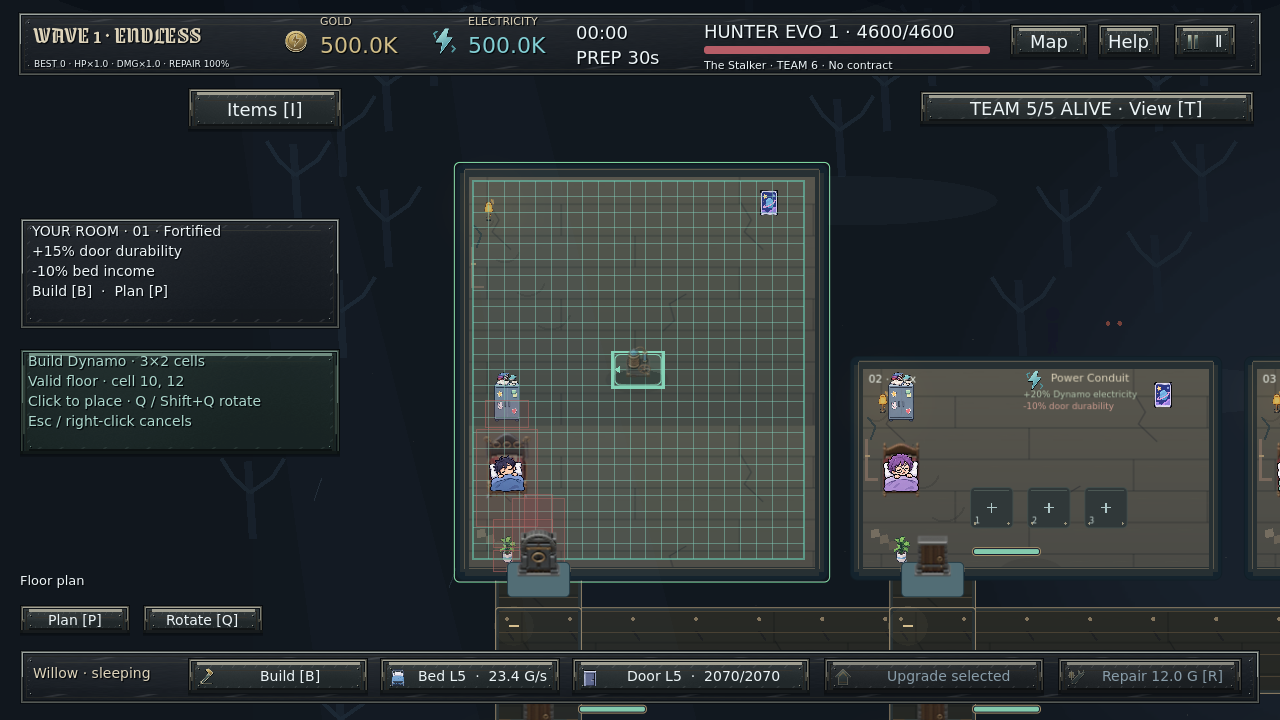 WAVE 1 · ENDLESS
BEST 0 · HP×1.0 · DMG×1.0 · REPAIR 100%
GOLD
500.0K
ELECTRICITY
500.0K
00:00
PREP 30s
HUNTER EVO 1 · 4600/4600
The Stalker · TEAM 6 · No contract
Map
Help
Items [I]
TEAM 5/5 ALIVE · View [T]
YOUR ROOM · 01 · Fortified
+15% door durability
-10% bed income
Build [B] · Plan [P]
Build Dynamo · 3×2 cells
Valid floor · cell 10, 12
Click to place · Q / Shift+Q rotate
Esc / right-click cancels
02 ·
Power Conduit
+20% Dynamo electricity
-10% door durability
03
+
+
+
1
2
3
Floor plan
Plan [P]
Rotate [Q]
Willow · sleeping
Build [B]
Bed L5 · 23.4 G/s
Door L5 · 2070/2070
Upgrade selected
Repair 12.0 G [R]